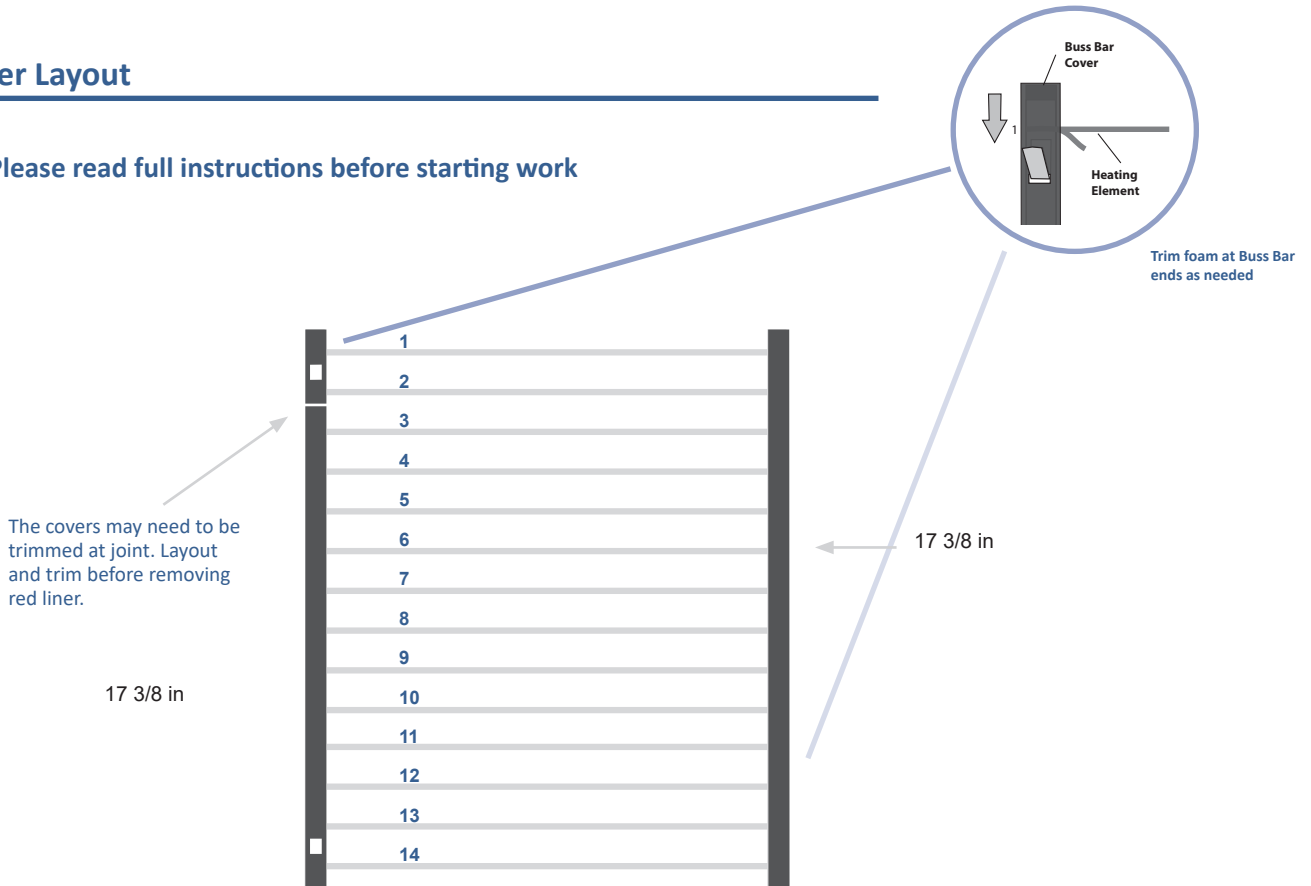 er Layout
Please read full instructions before starting work
Buss Bar
Cover
1
Heating
Element
Trim foam at Buss Bar
ends as needed
1
2
3
4
5
6
7
8
9
10
11
12
13
14
The covers may need to be
trimmed at joint. Layout
and trim before removing
red liner.
17 3/8 in
17 3/8 in